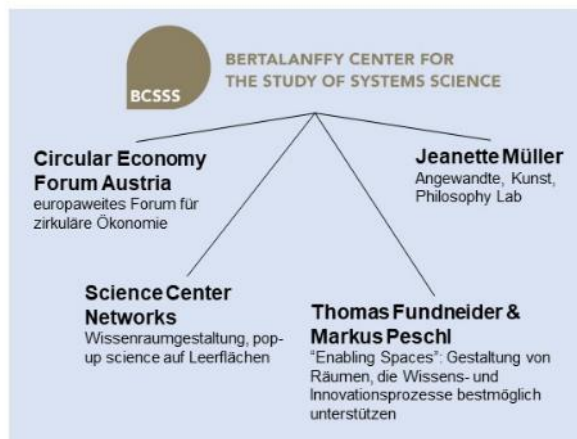 BCSSS
BERTALANFFY CENTER FOR
THE STUDY OF SYSTEMS SCIENCE
Circular Economy
Forum Austria
europaweites Forum für
zirkuläre Ökonomie
Jeanette Müller
Angewandte, Kunst,
Philosophy Lab
Science Center
Networks
Wissenraumgestaltung, pop-
up science auf Leerflächen
Thomas Fundneider &
Markus Peschl
"Enabling Spaces": Gestaltung von
Räumen, die Wissens- und
Innovationsprozesse bestmöglich
unterstützen